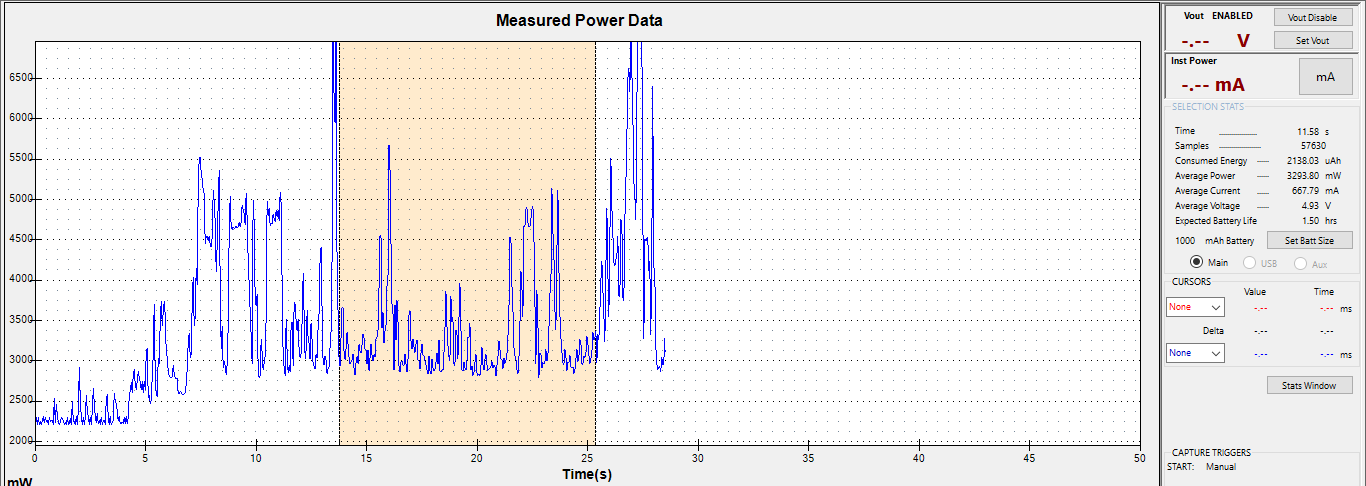 Measured Power Data
6500
6000
5500
5000
4500
4000
3500
3000
2500
2000
0 5 10 15 20 25 30 35 40 45 50
Time(s)
mW
Vout ENABLED Vout Disable
-.-- V Set Vout
Inst Power
-.-- mA mA
SELECTION STATS
Time 11.58 s
Samples 57630
Consumed Energy 2138.03 uAh
Average Power 3293.80 mW
Average Current 667.79 mA
Average Voltage 4.93 V
Expected Battery Life 1.50 hrs
1000 mAh Battery Set Batt Size
Main USB Aux
CURSORS
Value Time
None -.-- -.-- ms
Delta -.-- -.--
None -.-- -.-- ms
Stats Window
CAPTURE TRIGGERS
START: Manual